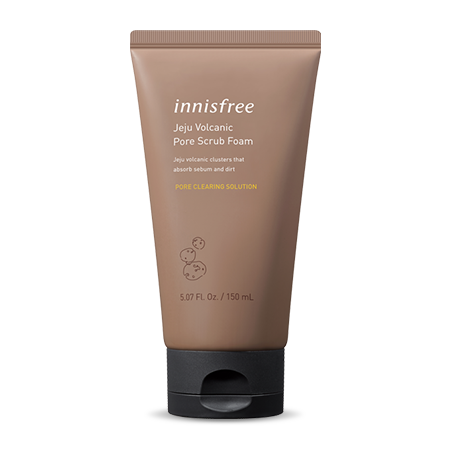 innisfree
Jeju Volcanic
Pore Scrub Foam
Jeju volcanic clusters that
absorb sebum and dirt
PORE CLEARING SOLUTION
5.07 Fl. Oz. / 150 mL